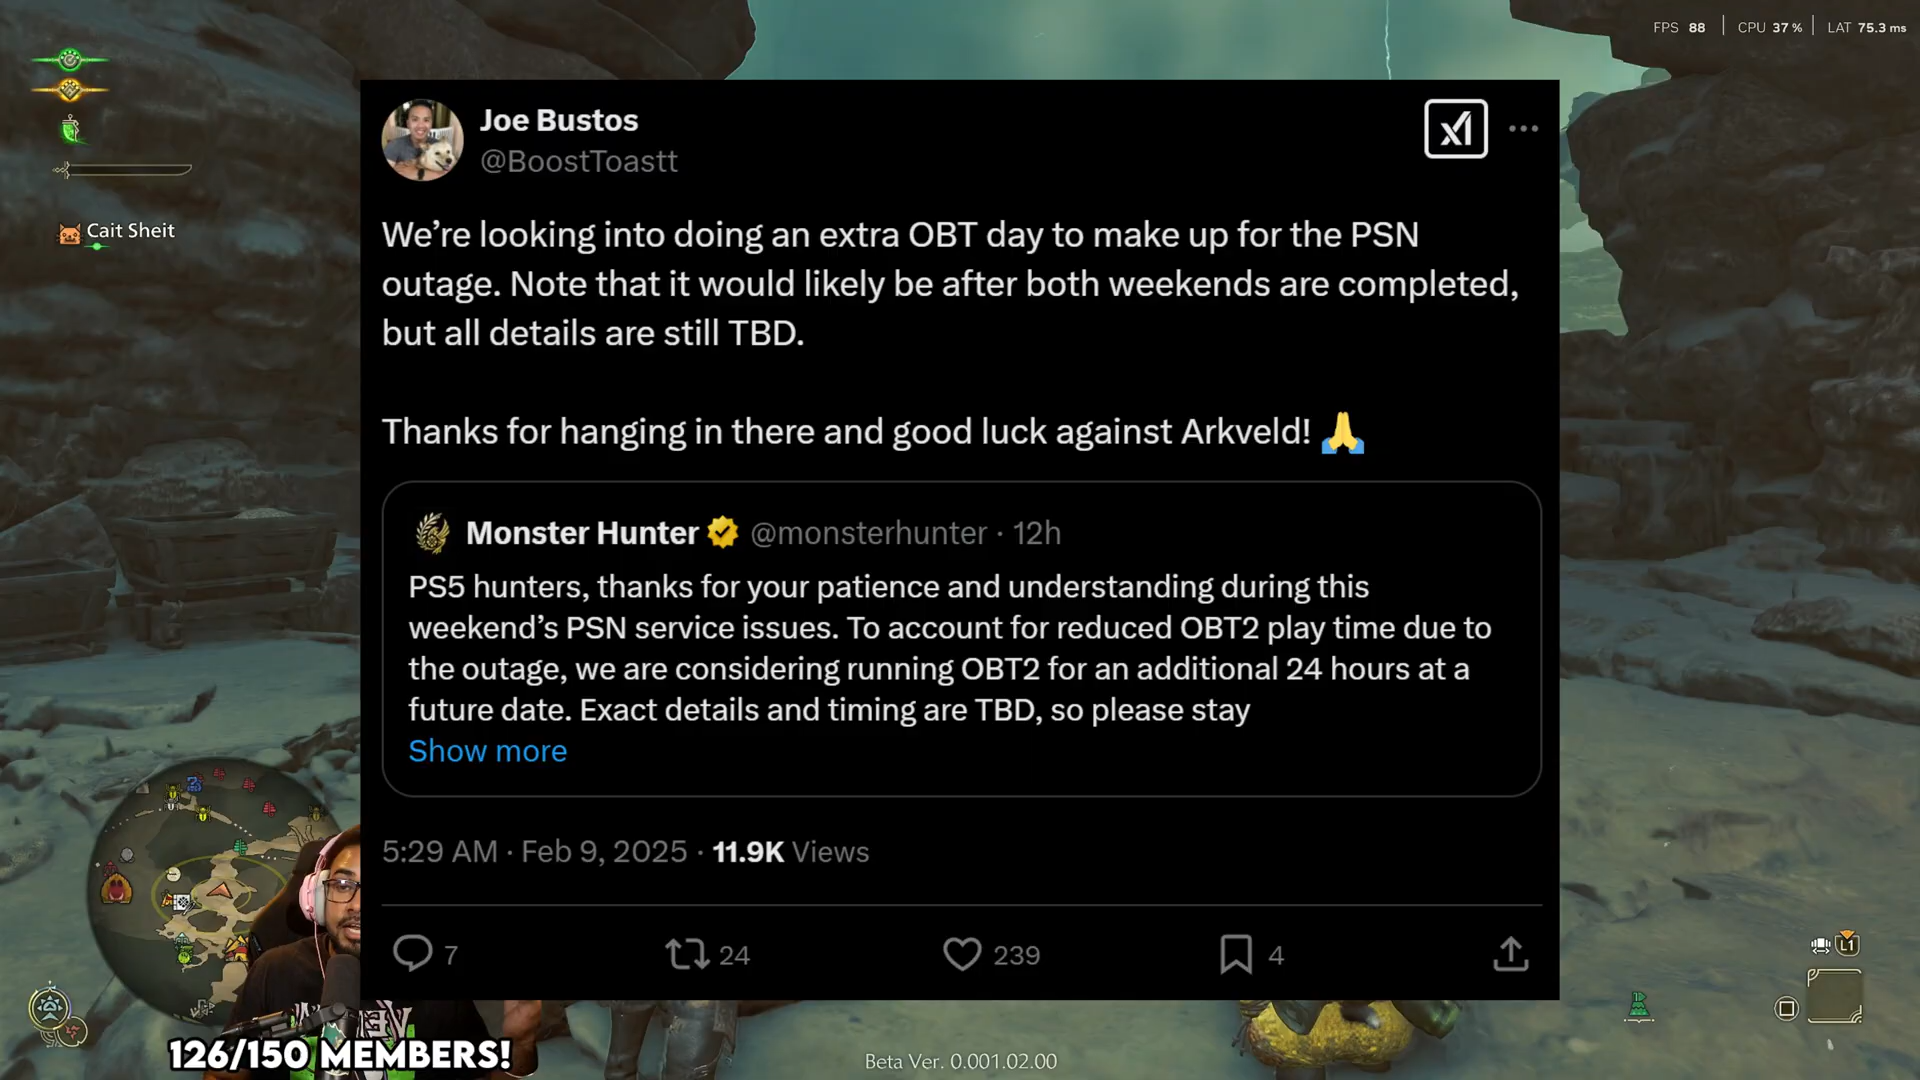 FPS 88 CPU 37 % LAT 75.3 ms
Joe Bustos
@BoostToastt
Cait Sheit
We’re looking into doing an extra OBT day to make up for the PSN
outage. Note that it would likely be after both weekends are completed,
but all details are still TBD.
Thanks for hanging in there and good luck against Arkveld! 🙏
Monster Hunter @monsterhunter · 12h
PS5 hunters, thanks for your patience and understanding during this
weekend’s PSN service issues. To account for reduced OBT2 play time due to
the outage, we are considering running OBT2 for an additional 24 hours at a
future date. Exact details and timing are TBD, so please stay
Show more
5:29 AM · Feb 9, 2025 · 11.9K Views
7 24 239 4
L1
126/150 MEMBERS!
Beta Ver. 0.001.02.00